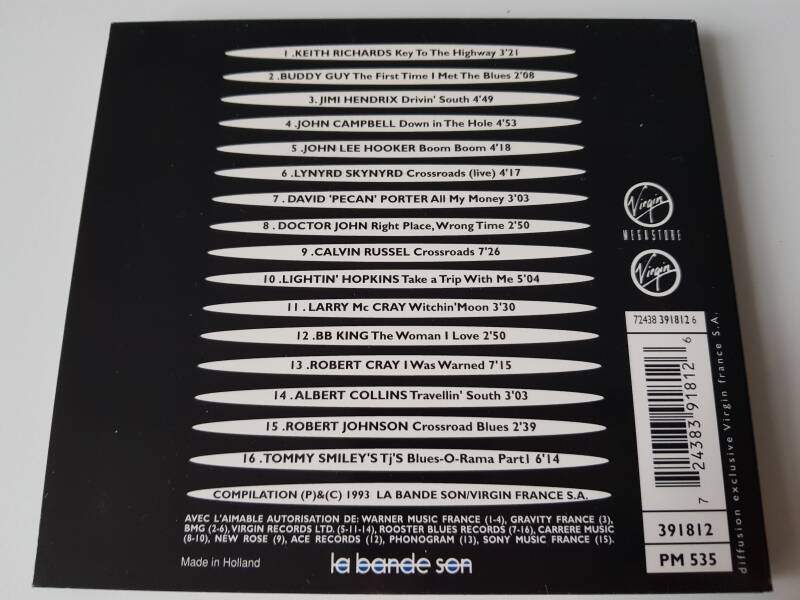 1 .KEITH RICHARDS Key To The Highway 3'21
2 .BUDDY GUY The First Time I Met The Blues 2'08
3. JIMI HENDRIX Drivin' South 4'49
4 .JOHN CAMPBELL Down in The Hole 4'53
5 .JOHN LEE HOOKER Boom Boom 4'18
6 .LYNYRD SKYNYRD Crossroads (live) 4'17
7 . DAVID 'PECAN' PORTER All My Money 3'03
8 . DOCTOR JOHN Right Place, Wrong Time 2'50
9 .CALVIN RUSSEL Crossroads 7'26
10 .LIGHTIN' HOPKINS Take a Trip With Me 5'04
11 . LARRY Mc CRAY Witchin'Moon 3'30
12 .BB KING The Woman I Love 2'50
13 .ROBERT CRAY I Was Warned 7'15
14 .ALBERT COLLINS Travellin' South 3'03
15 .ROBERT JOHNSON Crossroad Blues 2'39
16 .TOMMY SMILEY'S Tj'S Blues-O-Rama Part1 6'14
COMPILATION (P)&(C) 1993 LA BANDE SON/VIRGIN FRANCE S.A.
AVEC L'AIMABLE AUTORISATION DE: WARNER MUSIC FRANCE (1-4), GRAVITY FRANCE (3),
BMG (2-6), VIRGIN RECORDS LTD. (5-11-14), ROOSTER BLUES RECORDS (7-16), CARRERE MUSIC
(8-10), NEW ROSE (9), ACE RECORDS (12), PHONOGRAM (13), SONY MUSIC FRANCE (15).
Made in Holland
la bande son
Virgin
MEGASTORE
Virgin
72438 391812 6
7 24383 91812 6
391812
PM 535
diffusion exclusive Virgin france S.A.